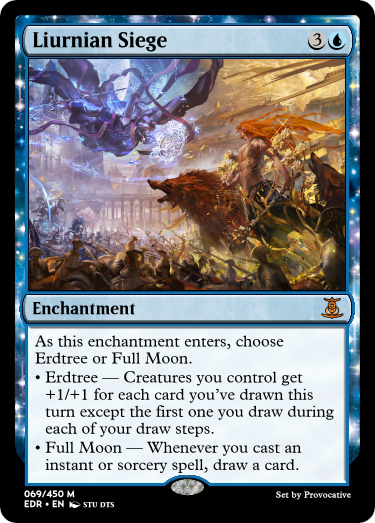 Liurnian Siege 3
Enchantment
As this enchantment enters, choose
Erdtree or Full Moon.
• Erdtree — Creatures you control get
+1/+1 for each card you’ve drawn this
turn except the first one you draw during
each of your draw steps.
• Full Moon — Whenever you cast an
instant or sorcery spell, draw a card.
069/450 M
EDR • EN STU DTS
Set by Provocative